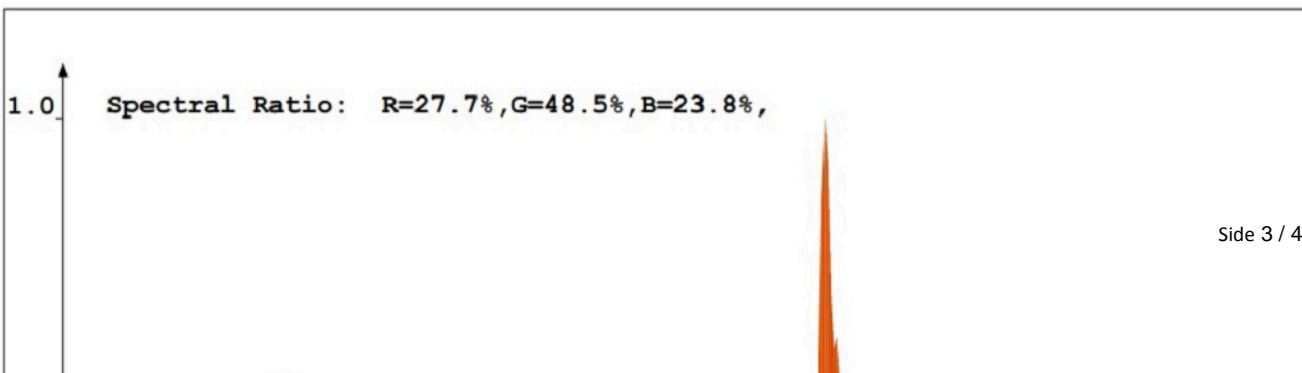 1.0 Spectral Ratio: R=27.7%,G=48.5%,B=23.8%,
Side 3 / 4